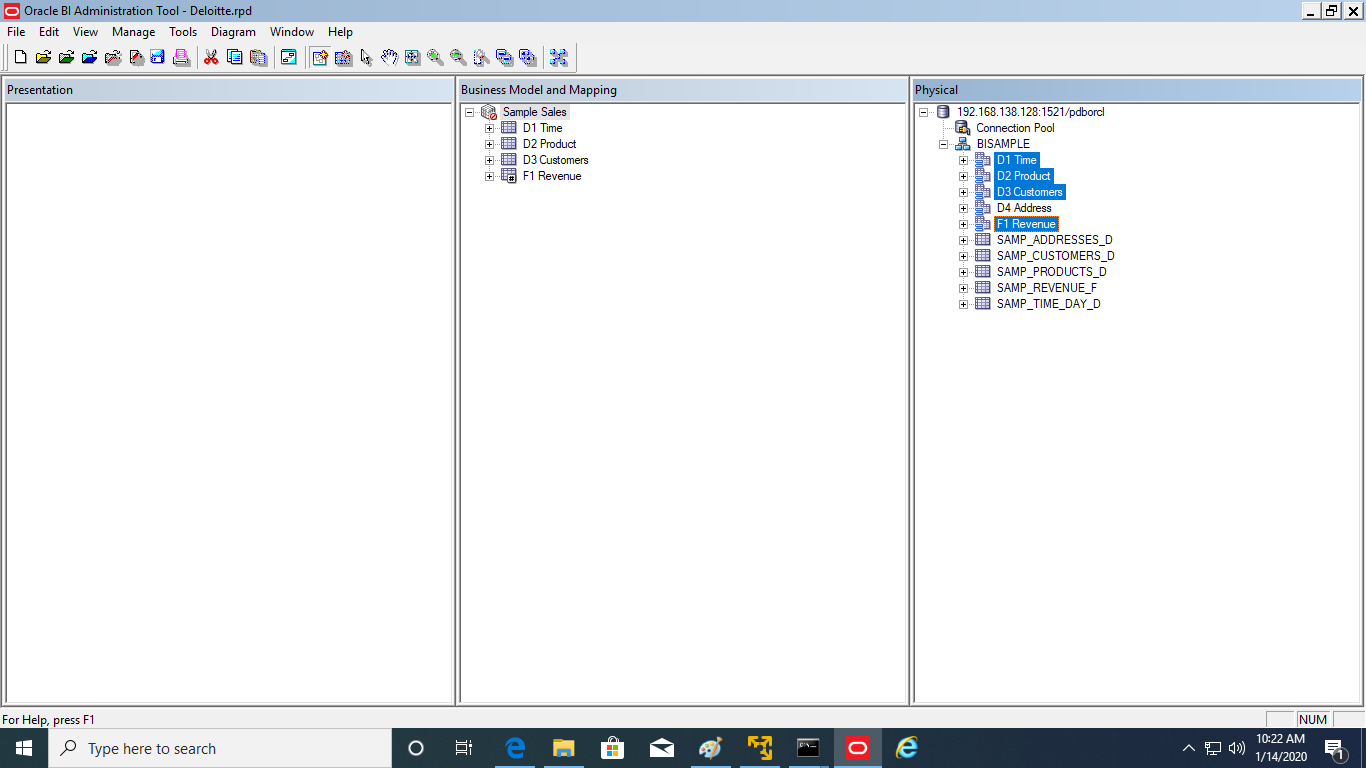 Oracle BI Administration Tool - Deloitte.rpd
File Edit View Manage Tools Diagram Window Help
Presentation
Business Model and Mapping
Sample Sales
D1 Time
D2 Product
D3 Customers
F1 Revenue
Physical
192.168.138.128:1521/pdborcl
Connection Pool
BISAMPLE
D1 Time
D2 Product
D3 Customers
D4 Address
F1 Revenue
SAMP_ADDRESSES_D
SAMP_CUSTOMERS_D
SAMP_PRODUCTS_D
SAMP_REVENUE_F
SAMP_TIME_DAY_D
For Help, press F1
NUM
Type here to search
10:22 AM
1/14/2020
1